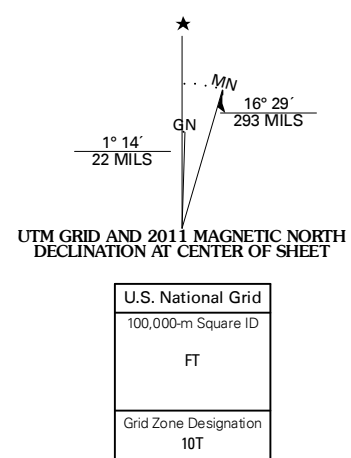 ★
MN
16° 29´
293 MILS
GN
1° 14´
22 MILS
UTM GRID AND 2011 MAGNETIC NORTH
DECLINATION AT CENTER OF SHEET
U.S. National Grid
100,000-m Square ID
FT
Grid Zone Designation
10T